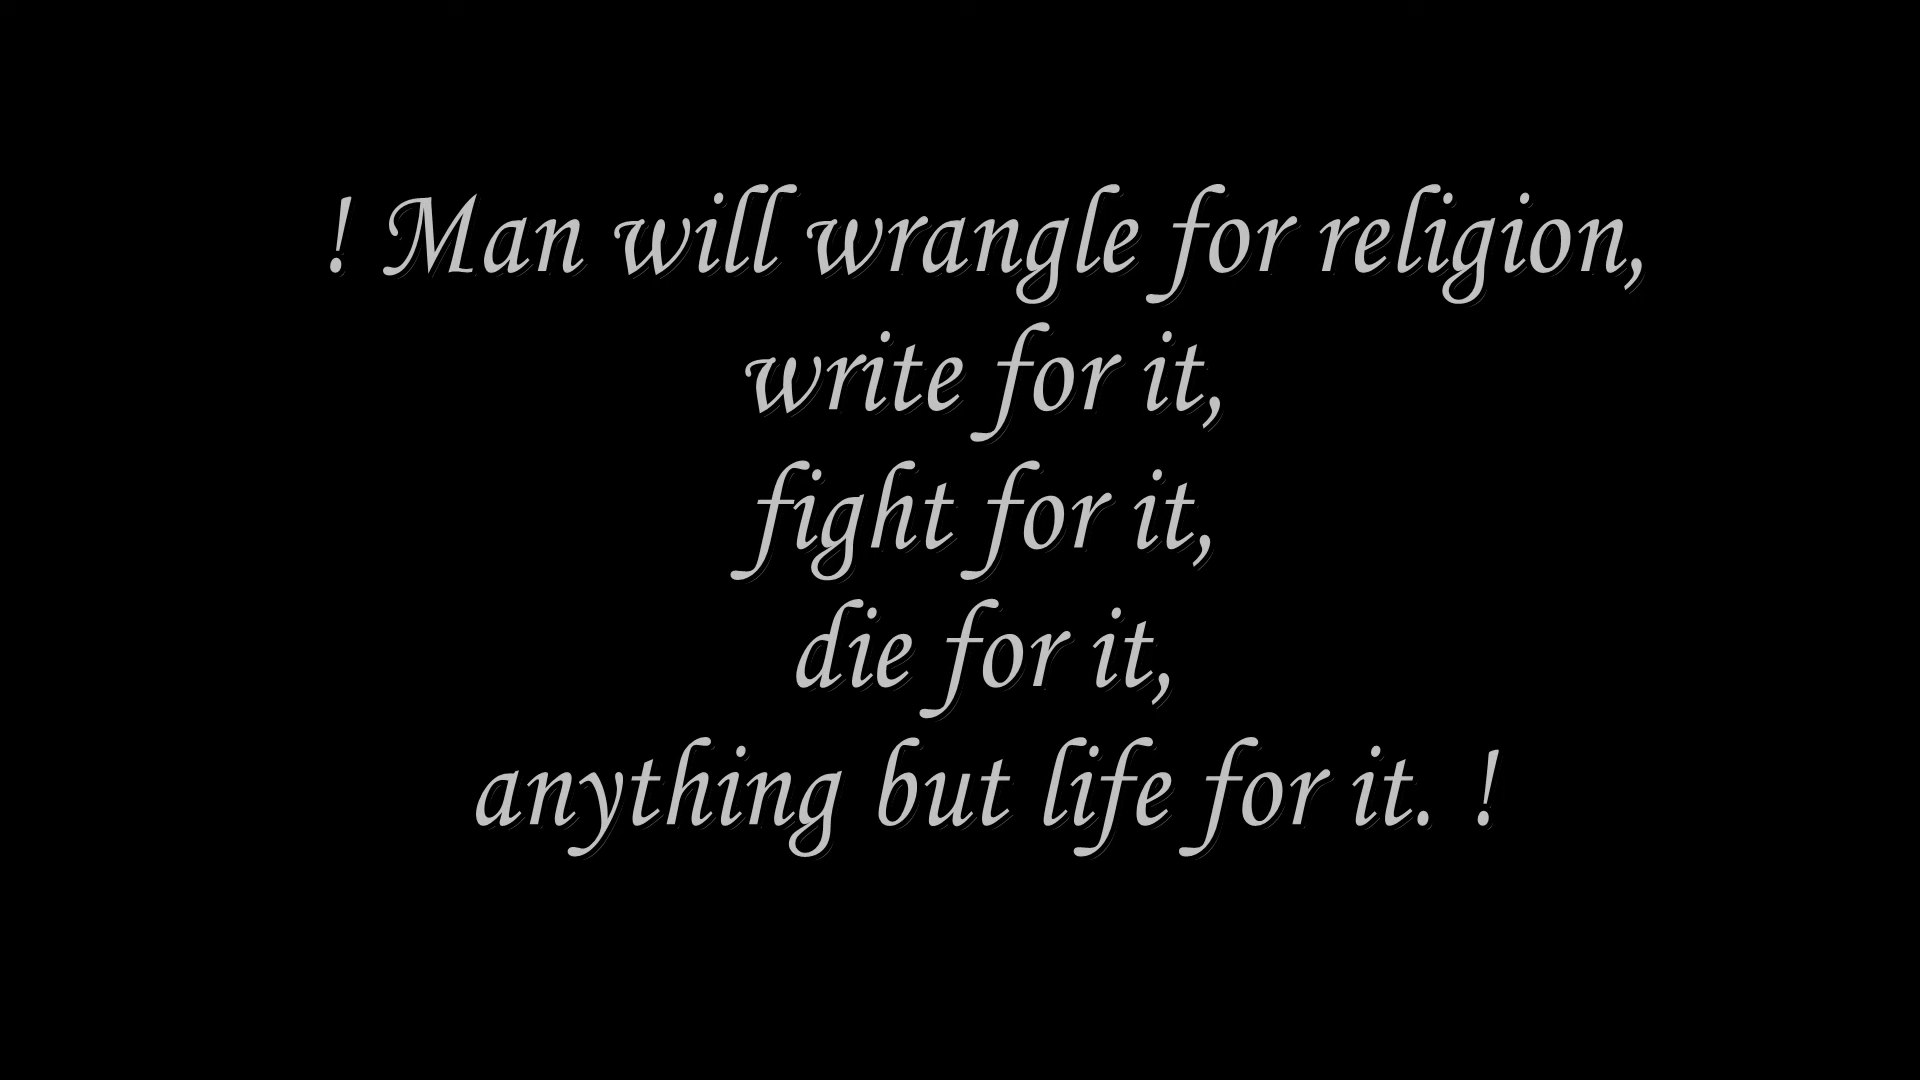 ! Man will wrangle for religion,
write for it,
fight for it,
die for it,
anything but life for it. !